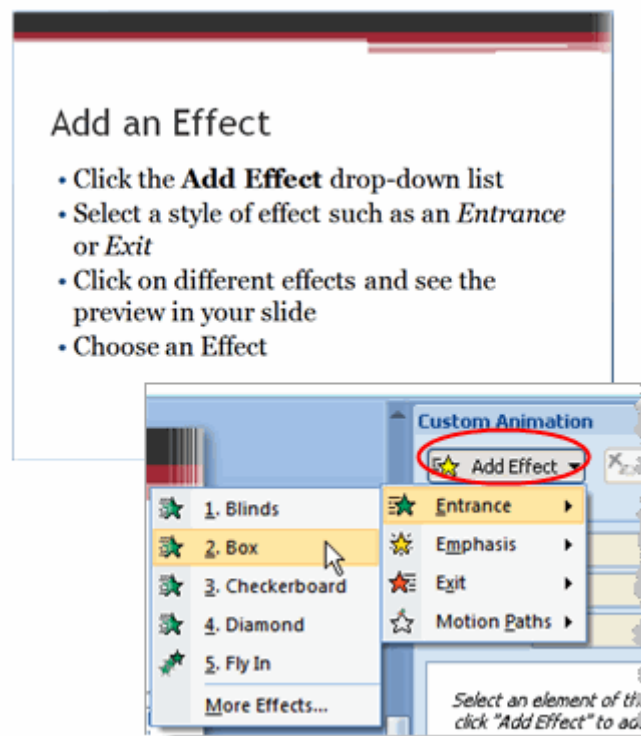 Add an Effect
• Click the Add Effect drop-down list
• Select a style of effect such as an Entrance
or Exit
• Click on different effects and see the
preview in your slide
• Choose an Effect
Custom Animation
Add Effect
Entrance
Emphasis
Exit
Motion Paths
1. Blinds
2. Box
3. Checkerboard
4. Diamond
5. Fly In
More Effects...
Select an element of
click "Add Effect" to